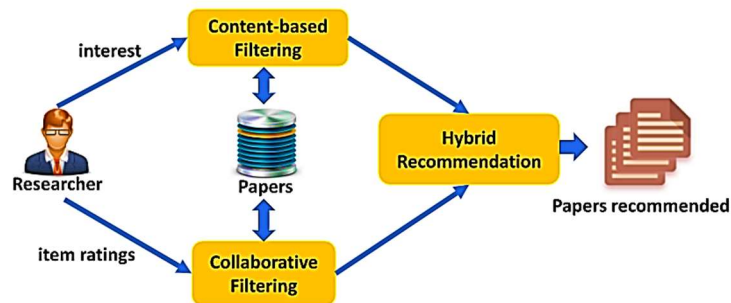 Content-based
Filtering
interest
Researcher
Papers
Hybrid
Recommendation
Papers recommended
item ratings
Collaborative
Filtering